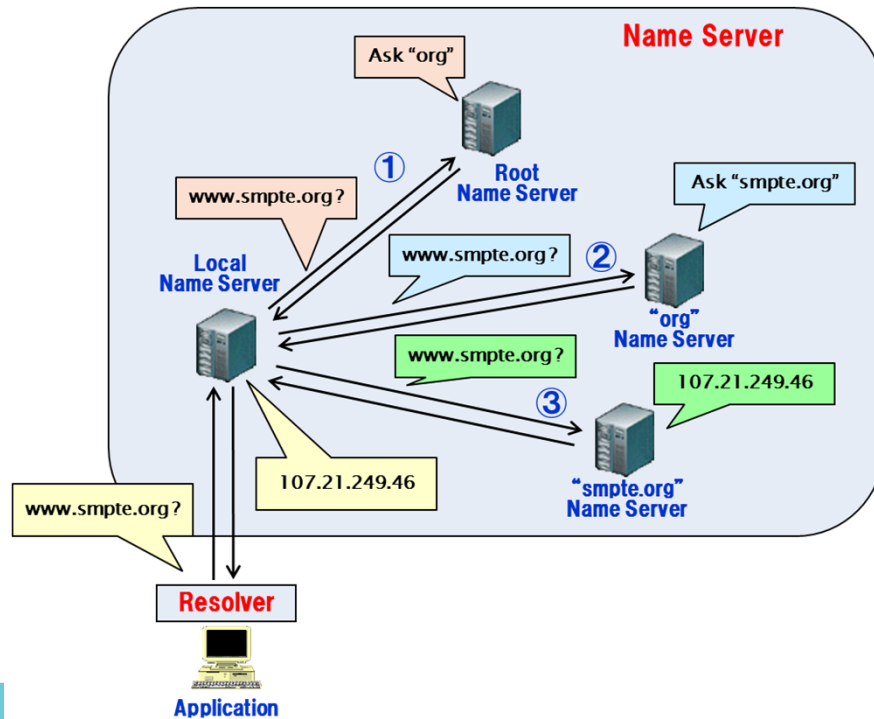 Name Server
Ask “org”
①
Root
Name Server
www.smpte.org?
Ask “smpte.org”
Local
Name Server
www.smpte.org?
②
“org”
Name Server
www.smpte.org?
③
107.21.249.46
“smpte.org”
Name Server
107.21.249.46
www.smpte.org?
Resolver
Application